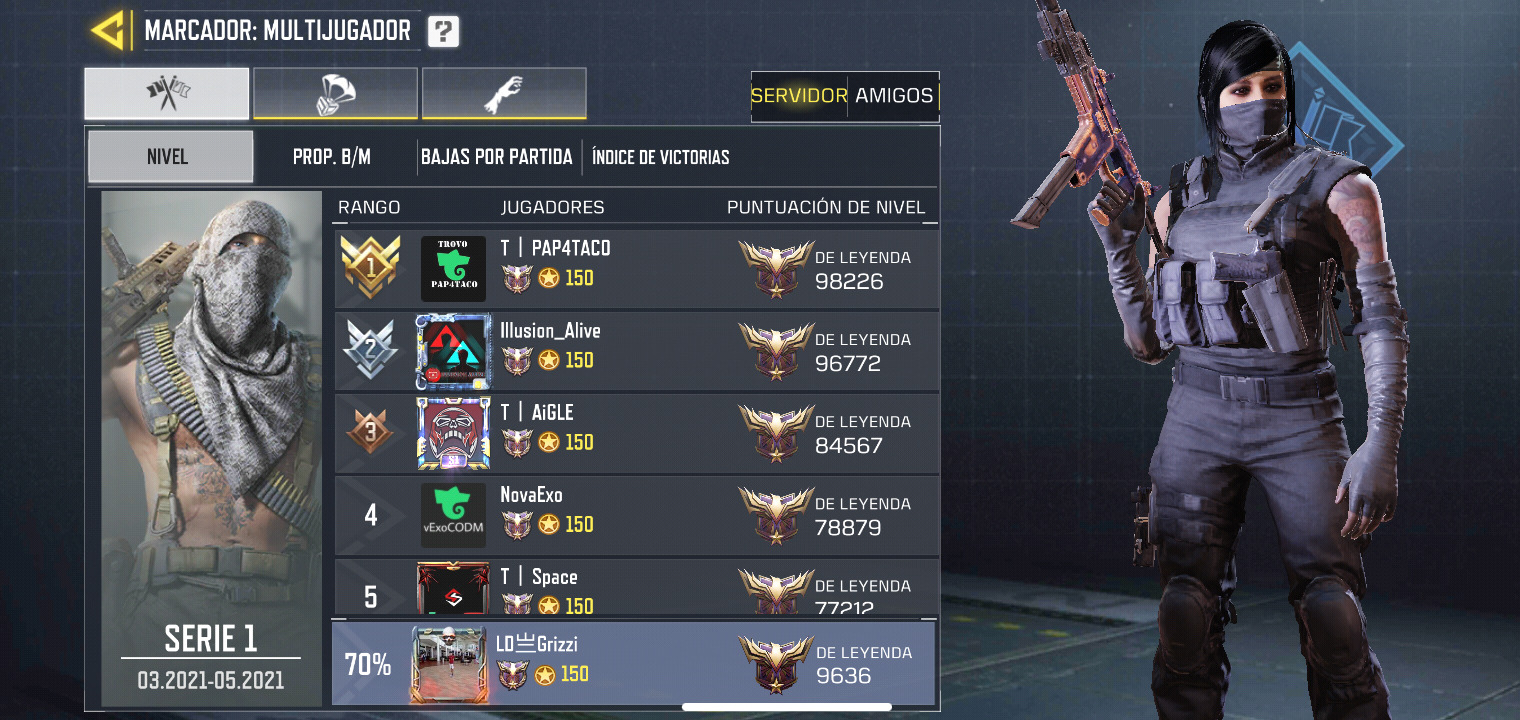 MARCADOR: MULTIJUGADOR ?
SERVIDOR AMIGOS
NIVEL PROP. B/M BAJAS POR PARTIDA ÍNDICE DE VICTORIAS
RANGO JUGADORES PUNTUACIÓN DE NIVEL
1
TROVO
PAP4TACO
T | PAP4TACO
150
DE LEYENDA
98226
2
Illusion_Alive
150
DE LEYENDA
96772
3
S1
T | AiGLE
150
DE LEYENDA
84567
4
vExoCODM
NovaExo
150
DE LEYENDA
78879
5
T | Space
150
DE LEYENDA
77212
70%
LO亗Grizzi
150
DE LEYENDA
9636
SERIE 1
03.2021-05.2021